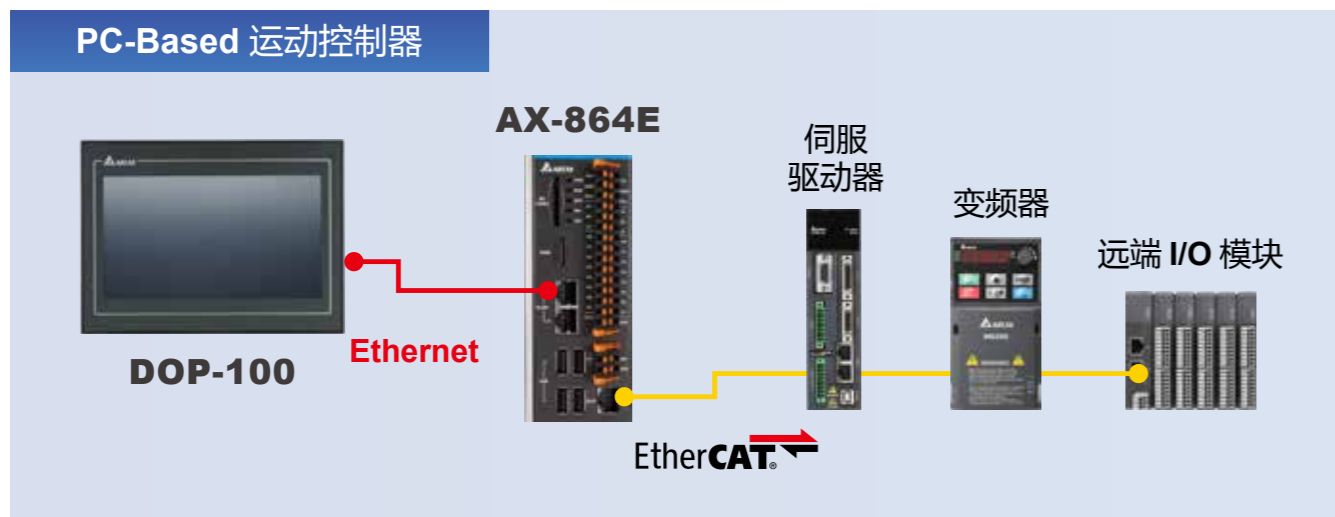 PC-Based 运动控制器
AX-864E
伺服
驱动器
变频器
远端 I/O 模块
Ethernet
DOP-100
EtherCAT®